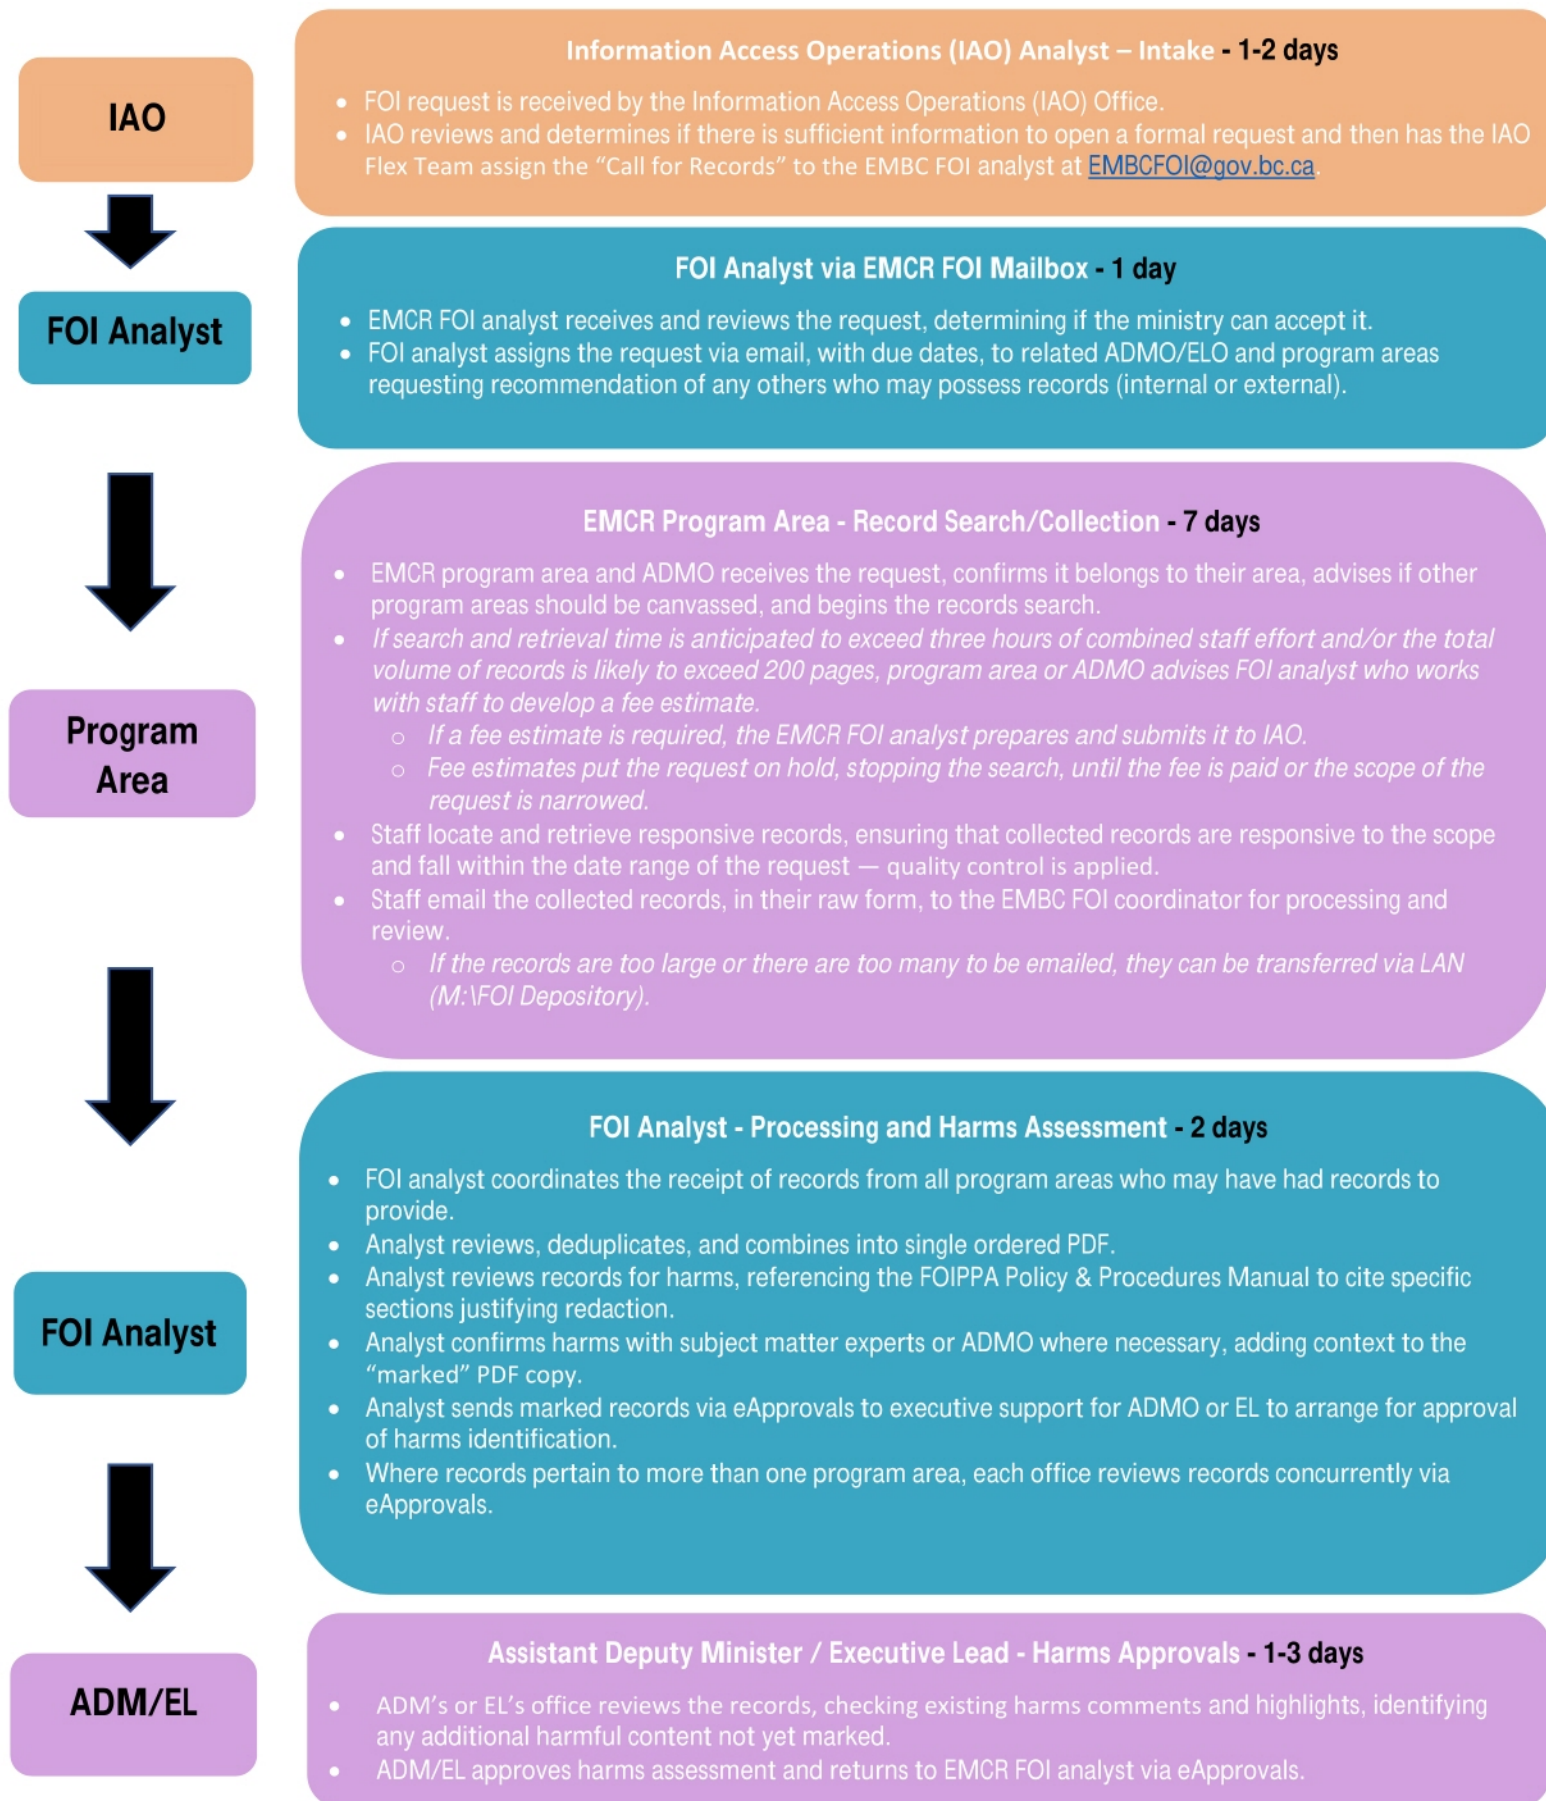 IAO
Information Access Operations (IAO) Analyst – Intake - 1-2 days
• FOI request is received by the Information Access Operations (IAO) Office.
• IAO reviews and determines if there is sufficient information to open a formal request and then has the IAO
Flex Team assign the “Call for Records” to the EMBC FOI analyst at EMBCFOI@gov.bc.ca.
FOI Analyst
FOI Analyst via EMCR FOI Mailbox - 1 day
• EMCR FOI analyst receives and reviews the request, determining if the ministry can accept it.
• FOI analyst assigns the request via email, with due dates, to related ADMO/ELO and program areas
requesting recommendation of any others who may possess records (internal or external).
Program
Area
EMCR Program Area - Record Search/Collection - 7 days
• EMCR program area and ADMO receives the request, confirms it belongs to their area, advises if other
program areas should be canvassed, and begins the records search.
• If search and retrieval time is anticipated to exceed three hours of combined staff effort and/or the total
volume of records is likely to exceed 200 pages, program area or ADMO advises FOI analyst who works
with staff to develop a fee estimate.
○ If a fee estimate is required, the EMCR FOI analyst prepares and submits it to IAO.
○ Fee estimates put the request on hold, stopping the search, until the fee is paid or the scope of the
request is narrowed.
• Staff locate and retrieve responsive records, ensuring that collected records are responsive to the scope
and fall within the date range of the request — quality control is applied.
• Staff email the collected records, in their raw form, to the EMBC FOI coordinator for processing and
review.
○ If the records are too large or there are too many to be emailed, they can be transferred via LAN
(M:\FOI Depository).
FOI Analyst
FOI Analyst - Processing and Harms Assessment - 2 days
• FOI analyst coordinates the receipt of records from all program areas who may have had records to
provide.
• Analyst reviews, deduplicates, and combines into single ordered PDF.
• Analyst reviews records for harms, referencing the FOIPPA Policy & Procedures Manual to cite specific
sections justifying redaction.
• Analyst confirms harms with subject matter experts or ADMO where necessary, adding context to the
“marked” PDF copy.
• Analyst sends marked records via eApprovals to executive support for ADMO or EL to arrange for approval
of harms identification.
• Where records pertain to more than one program area, each office reviews records concurrently via
eApprovals.
ADM/EL
Assistant Deputy Minister / Executive Lead - Harms Approvals - 1-3 days
• ADM’s or EL’s office reviews the records, checking existing harms comments and highlights, identifying
any additional harmful content not yet marked.
• ADM/EL approves harms assessment and returns to EMCR FOI analyst via eApprovals.